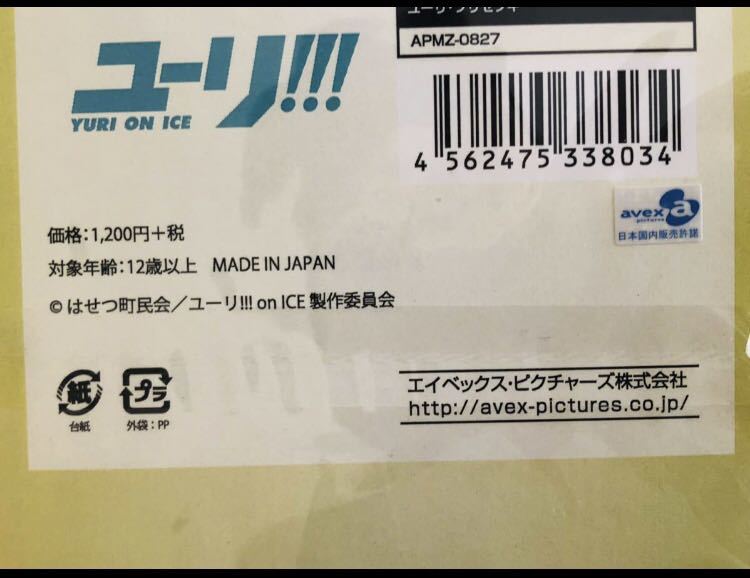 ユーリ!!!
YURI ON ICE
APMZ-0827
4 562475 338034
avex
pictures
日本国内販売許諾
価格:1,200円+税
対象年齢:12歳以上 MADE IN JAPAN
© はせつ町民会/ユーリ!!! on ICE 製作委員会
紙
台紙
プラ
外袋:PP
エイベックス・ピクチャーズ株式会社
http://avex-pictures.co.jp/